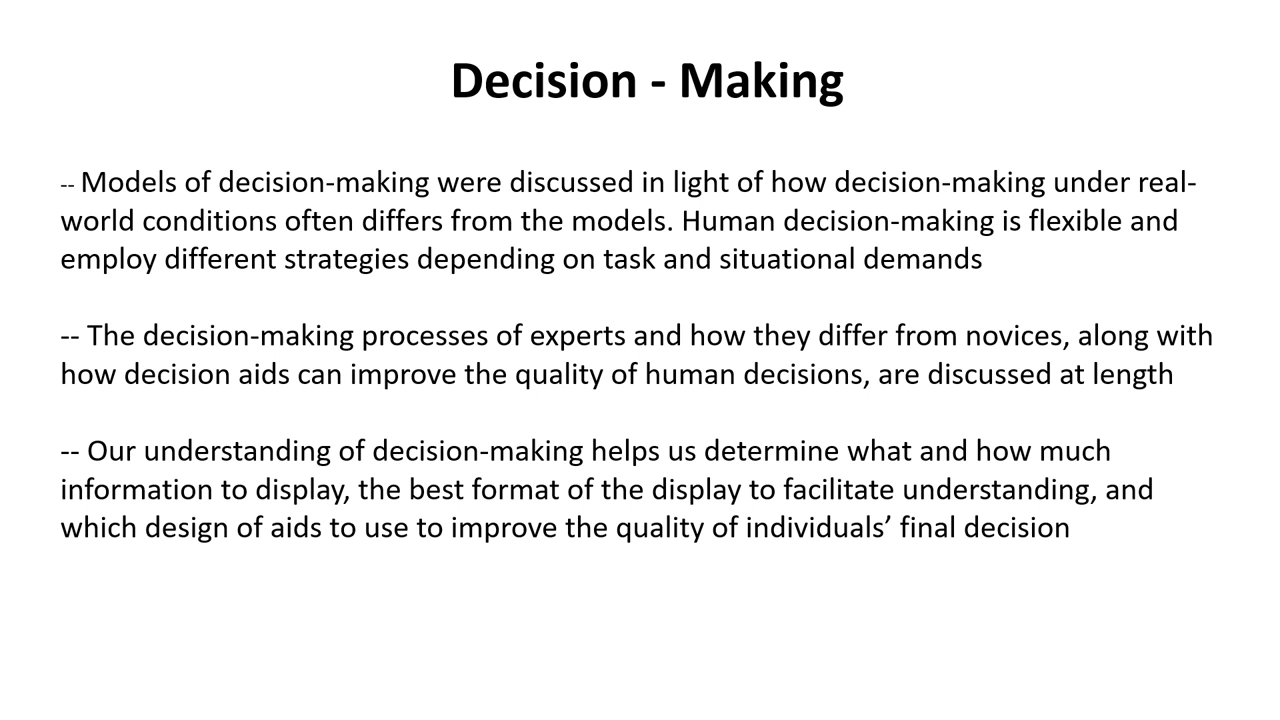 Decision - Making
-- Models of decision-making were discussed in light of how decision-making under real-
world conditions often differs from the models. Human decision-making is flexible and
employ different strategies depending on task and situational demands
-- The decision-making processes of experts and how they differ from novices, along with
how decision aids can improve the quality of human decisions, are discussed at length
-- Our understanding of decision-making helps us determine what and how much
information to display, the best format of the display to facilitate understanding, and
which design of aids to use to improve the quality of individuals’ final decision